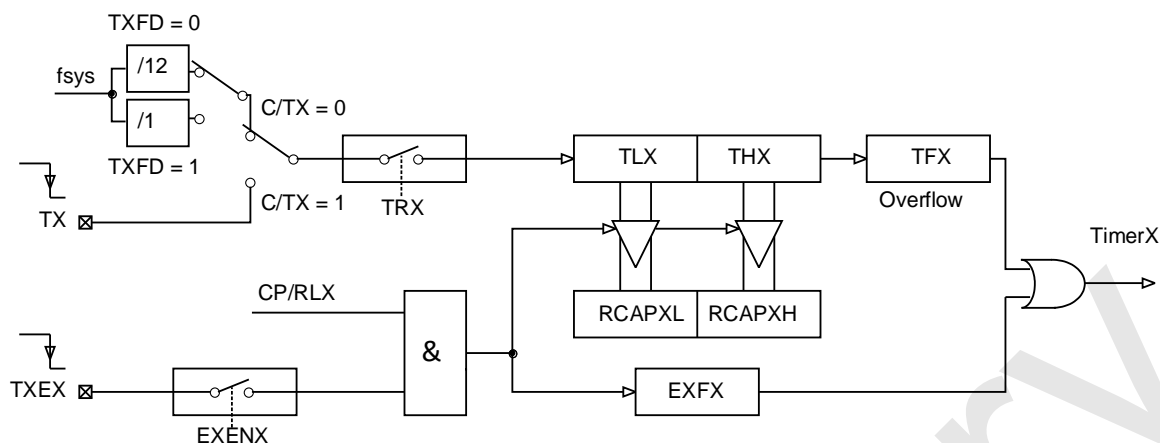 TXFD = 0
/12
fsys
C/TX = 0
/1
TXFD = 1
TLX
THX
TFX
TRX
C/TX = 1
TX
Overflow
TimerX
CP/RLX
RCAPXL
RCAPXH
&
TXEX
EXFX
EXENX